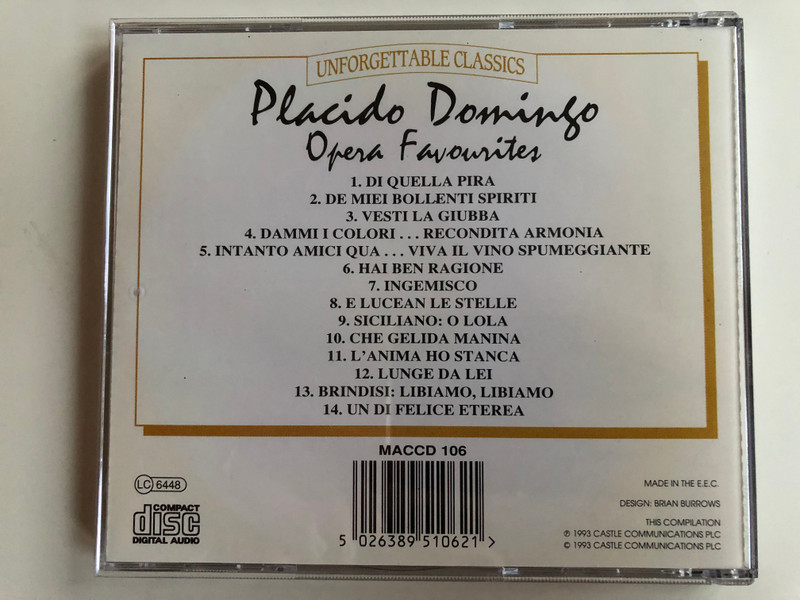 UNFORGETTABLE CLASSICS
Placido Domingo
Opera Favourites
1. DI QUELLA PIRA
2. DE MIEI BOLLENTI SPIRITI
3. VESTI LA GIUBBA
4. DAMMI I COLORI . . . RECONDITA ARMONIA
5. INTANTO AMICI QUA . . . VIVA IL VINO SPUMEGGIANTE
6. HAI BEN RAGIONE
7. INGEMISCO
8. E LUCEAN LE STELLE
9. SICILIANO: O LOLA
10. CHE GELIDA MANINA
11. L'ANIMA HO STANCA
12. LUNGE DA LEI
13. BRINDISI: LIBIAMO, LIBIAMO
14. UN DI FELICE ETEREA
MACCD 106
LC 6448
COMPACT
disc
DIGITAL AUDIO
5 026389 510621 >
MADE IN THE E.E.C.
DESIGN: BRIAN BURROWS
THIS COMPILATION
℗ 1993 CASTLE COMMUNICATIONS PLC
© 1993 CASTLE COMMUNICATIONS PLC